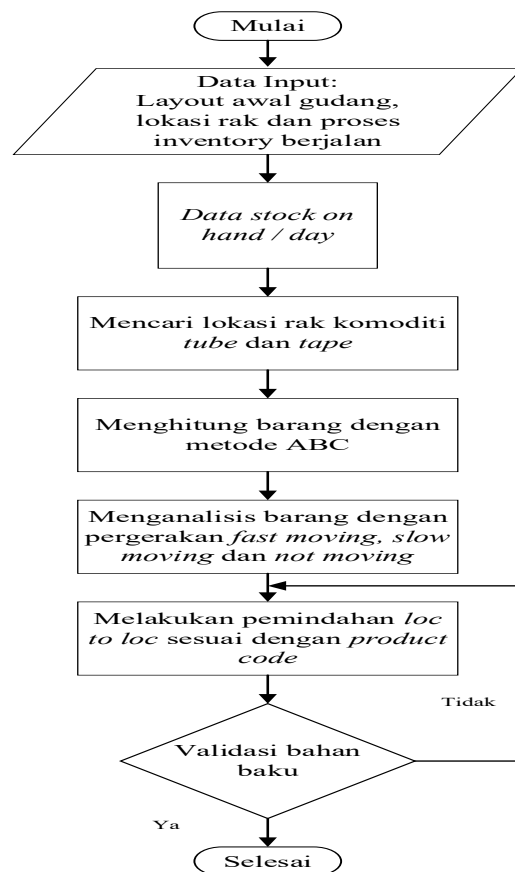 Mulai
Data Input:
Layout awal gudang,
lokasi rak dan proses
inventory berjalan
Data stock on
hand / day
Mencari lokasi rak komoditi
tube dan tape
Menghitung barang dengan
metode ABC
Menganalisis barang dengan
pergerakan fast moving, slow
moving dan not moving
Melakukan pemindahan loc
to loc sesuai dengan product
code
Tidak
Validasi bahan
baku
Ya
Selesai